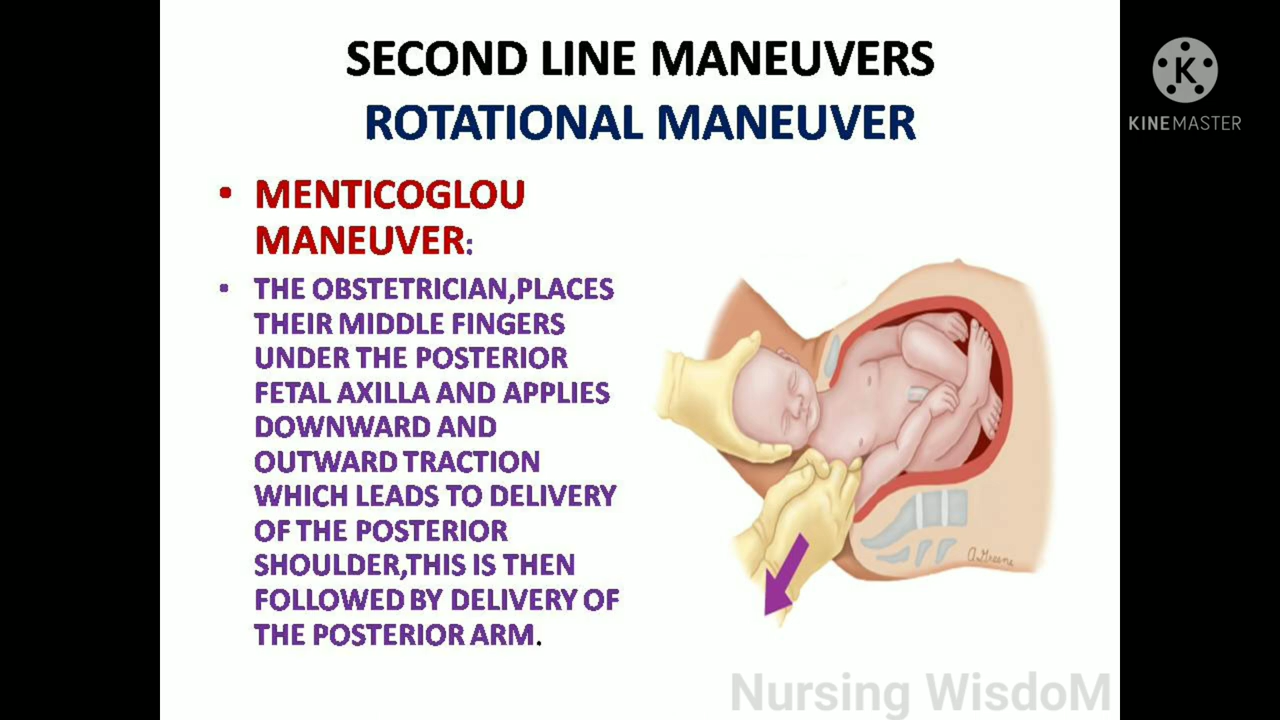 SECOND LINE MANEUVERS
ROTATIONAL MANEUVER
• MENTICOGLOU
MANEUVER:
• THE OBSTETRICIAN,PLACES
THEIR MIDDLE FINGERS
UNDER THE POSTERIOR
FETAL AXILLA AND APPLIES
DOWNWARD AND
OUTWARD TRACTION
WHICH LEADS TO DELIVERY
OF THE POSTERIOR
SHOULDER,THIS IS THEN
FOLLOWED BY DELIVERY OF
THE POSTERIOR ARM.
K
KINEMASTER
A.Greene
Nursing WisdoM